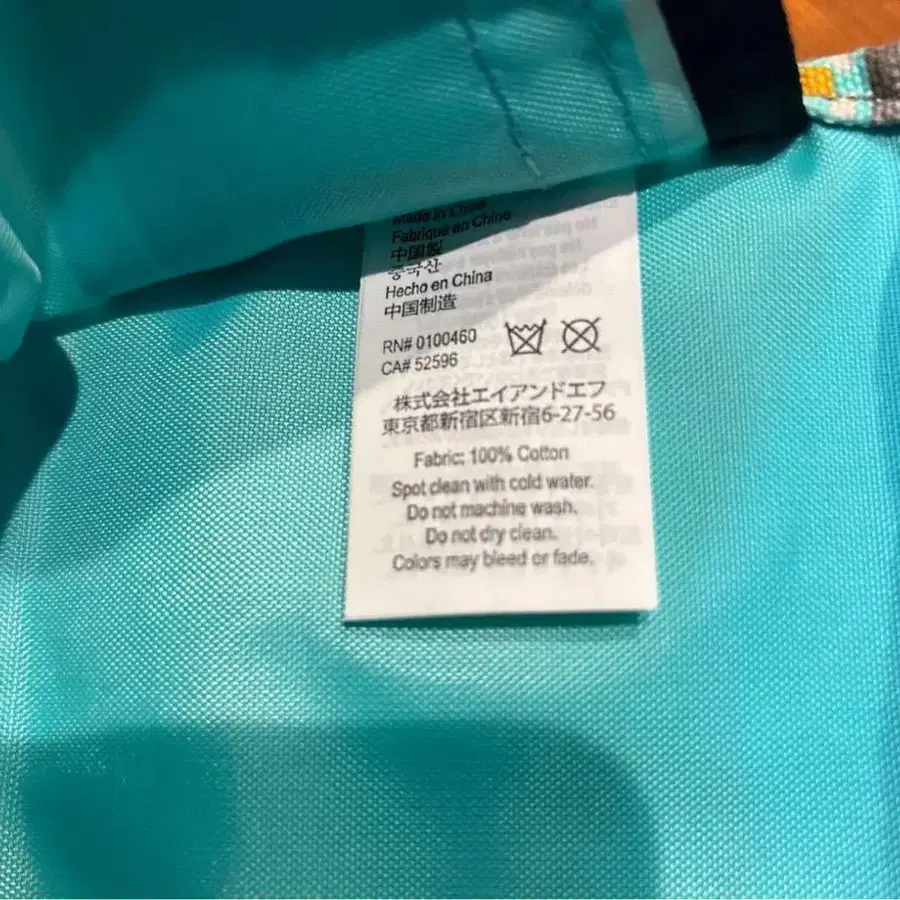 Made in China
Fabriqué en Chine
中国製
중국산
Hecho en China
中国制造
RN# 0100460
CA# 52596
株式会社エイアンドエフ
東京都新宿区新宿6-27-56
Fabric: 100% Cotton
Spot clean with cold water.
Do not machine wash.
Do not dry clean.
Colors may bleed or fade.